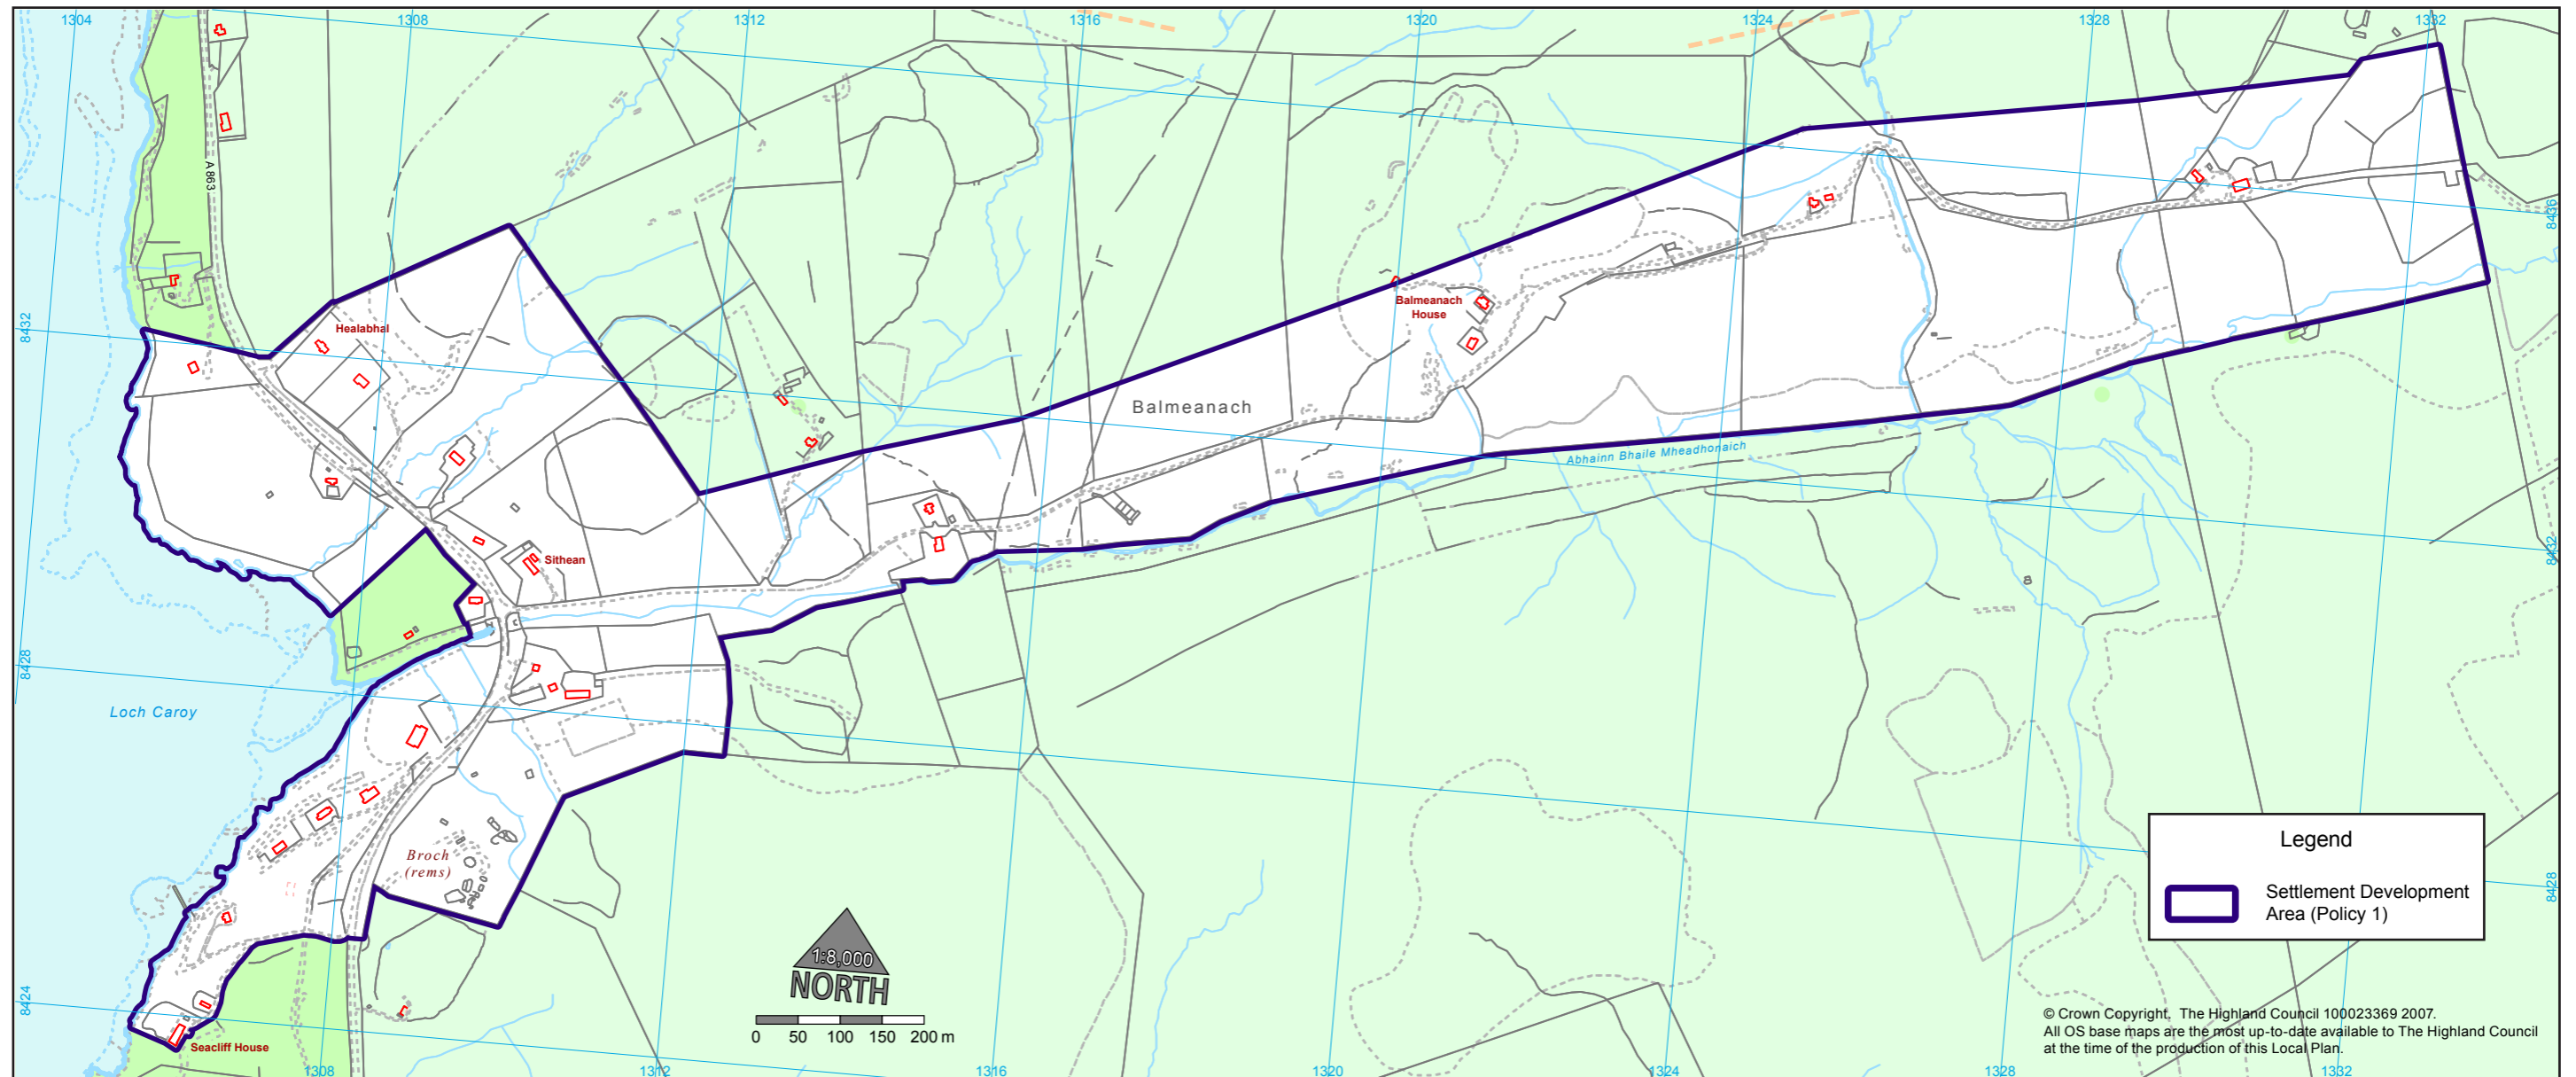 1304
1308
1312
1316
1320
1324
1328
1332
A 863
8436
8432
Healabhal
Balmeanach
House
Balmeanach
Abhainn Bhaile Mheadhonaich
Sithean
8432
8428
Loch Caroy
Broch
(rems)
Legend
Settlement Development
Area (Policy 1)
8428
1:8,000
NORTH
0 50 100 150 200 m
8424
Seacliff House
© Crown Copyright. The Highland Council 100023369 2007.
All OS base maps are the most up-to-date available to The Highland Council
at the time of the production of this Local Plan.
1308
1312
1316
1320
1324
1328
1332